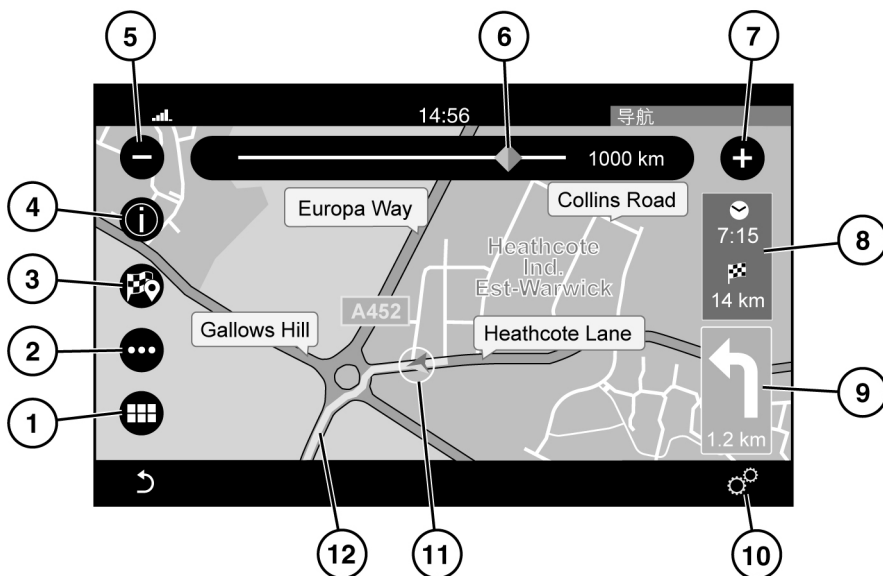 5
6
7
14:56
导航
1000 km
4
Europa Way
Collins Road
7:15
8
Heathcote
Ind.
Est-Warwick
3
14 km
A452
Gallows Hill
Heathcote Lane
2
9
1
1.2 km
12
11
10